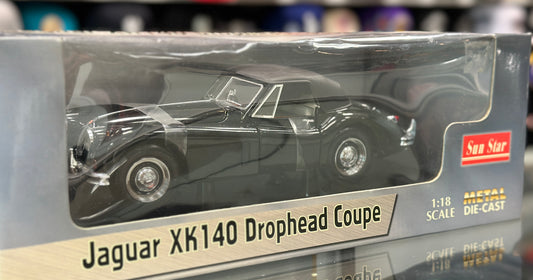 Sun Star
1:18
SCALE
METAL
DIE-CAST
Jaguar XK140 Drophead Coupe